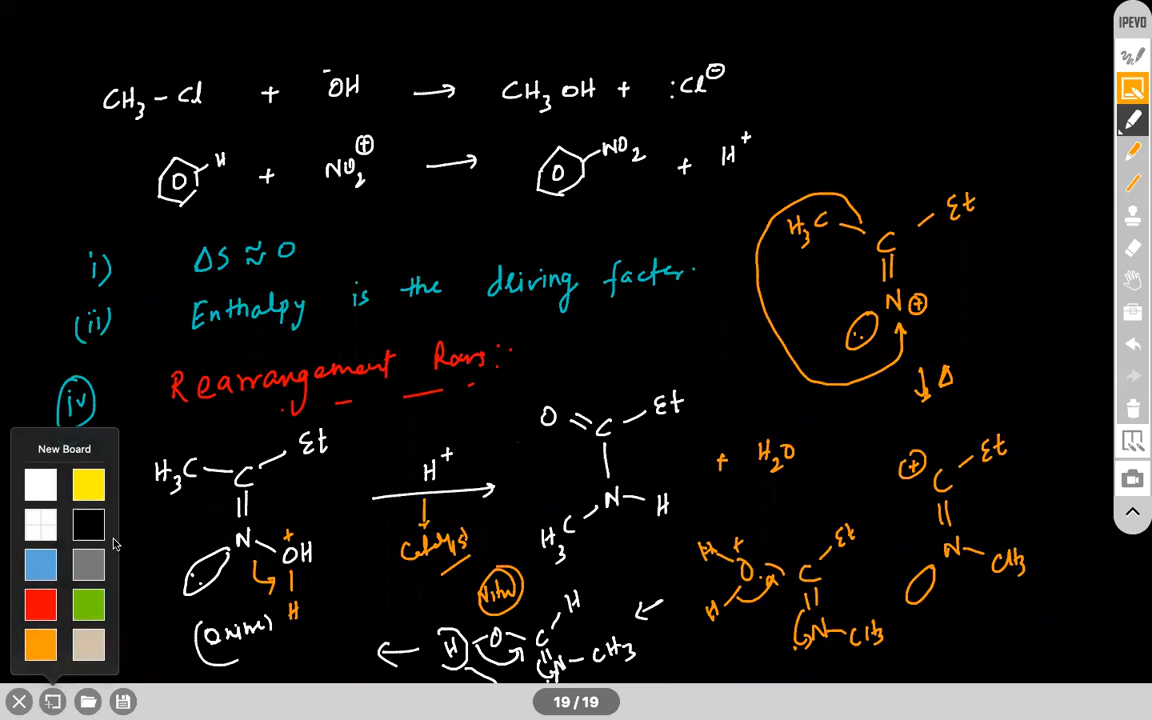 IPEVO
CH3 – Cl + ⁻OH → CH3OH + :Cl⊖
H + NO2⊕ → NO2 + H+
i) ΔS ≈ 0
(ii) Enthalpy is the driving factor.
iv Rearrangement Rxns:
H3C C Et
N ⊕
↓ Δ
H3C – C – Et
N – OH
+
H
(Oxime)
H+
Catalyst
O = C – Et
N – H
H3C
+ H2O
⊕ C – Et
N – CH3
H + O H C Et
N – CH3
H – O – C H
N – CH3
New Board
19 / 19